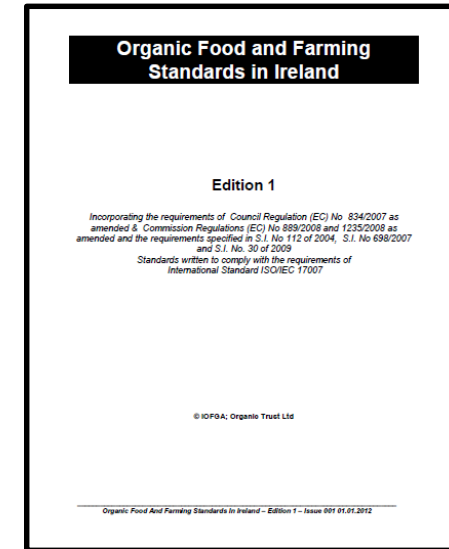 Organic Food and Farming
Standards in Ireland
Edition 1
Incorporating the requirements of Council Regulation (EC) No 834/2007 as
amended & Commission Regulations (EC) No 889/2008 and 1235/2008 as
amended and the requirements specified in S.I. No 112 of 2004, S.I. No 698/2007
and S.I. No. 30 of 2009
Standards written to comply with the requirements of
International Standard ISO/IEC 17007
© IOFGA; Organic Trust Ltd
Organic Food And Farming Standards In Ireland – Edition 1 – Issue 001 01.01.2012